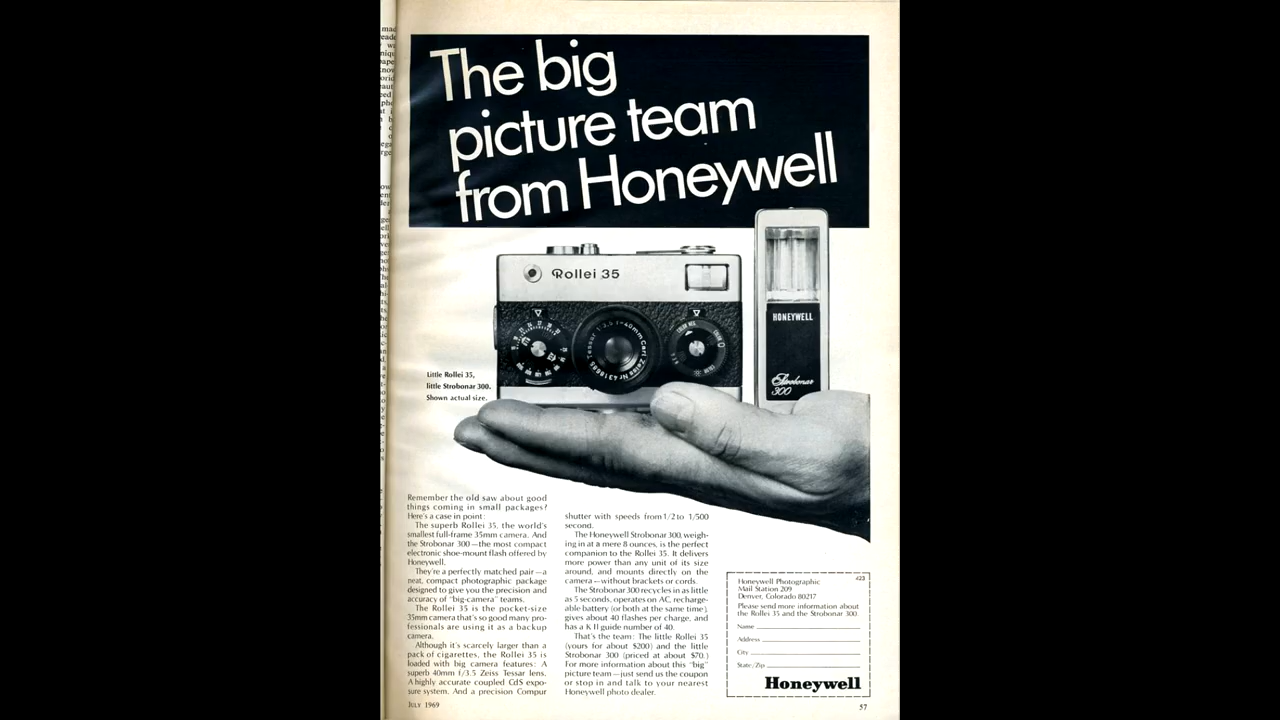 The big
picture team
from Honeywell
Rollei 35
HONEYWELL
Strobonar
300
Tessar 1:3,5 f=40mm Carl Zeiss Nr
Little Rollei 35,
little Strobonar 300.
Shown actual size.
Remember the old saw about good
things coming in small packages?
Here's a case in point:
The superb Rollei 35, the world's
smallest full-frame 35mm camera. And
the Strobonar 300—the most compact
electronic shoe-mount flash offered by
Honeywell.
They're a perfectly matched pair—a
neat, compact photographic package
designed to give you the precision and
accuracy of "big-camera" teams.
The Rollei 35 is the pocket-size
35mm camera that's so good many pro-
fessionals are using it as a backup
camera.
Although it's scarcely larger than a
pack of cigarettes, the Rollei 35 is
loaded with big camera features: A
superb 40mm f/3.5 Zeiss Tessar lens.
A highly accurate coupled CdS expo-
sure system. And a precision Compur
shutter with speeds from 1/2 to 1/500
second.
The Honeywell Strobonar 300, weigh-
ing in at a mere 8 ounces, is the perfect
companion to the Rollei 35. It delivers
more power than any unit of its size
around, and mounts directly on the
camera—without brackets or cords.
The Strobonar 300 recycles in as little
as 5 seconds, operates on AC, recharge-
able battery (or both at the same time),
gives about 40 flashes per charge, and
has a K II guide number of 40.
That's the team: The little Rollei 35
(yours for about $200) and the little
Strobonar 300 (priced at about $70.)
For more information about this "big"
picture team—just send us the coupon
or stop in and talk to your nearest
Honeywell photo dealer.
423
Honeywell Photographic
Mail Station 209
Denver, Colorado 80217
Please send more information about
the Rollei 35 and the Strobonar 300.
Name
Address
City
State/Zip
Honeywell
JULY 1969
57